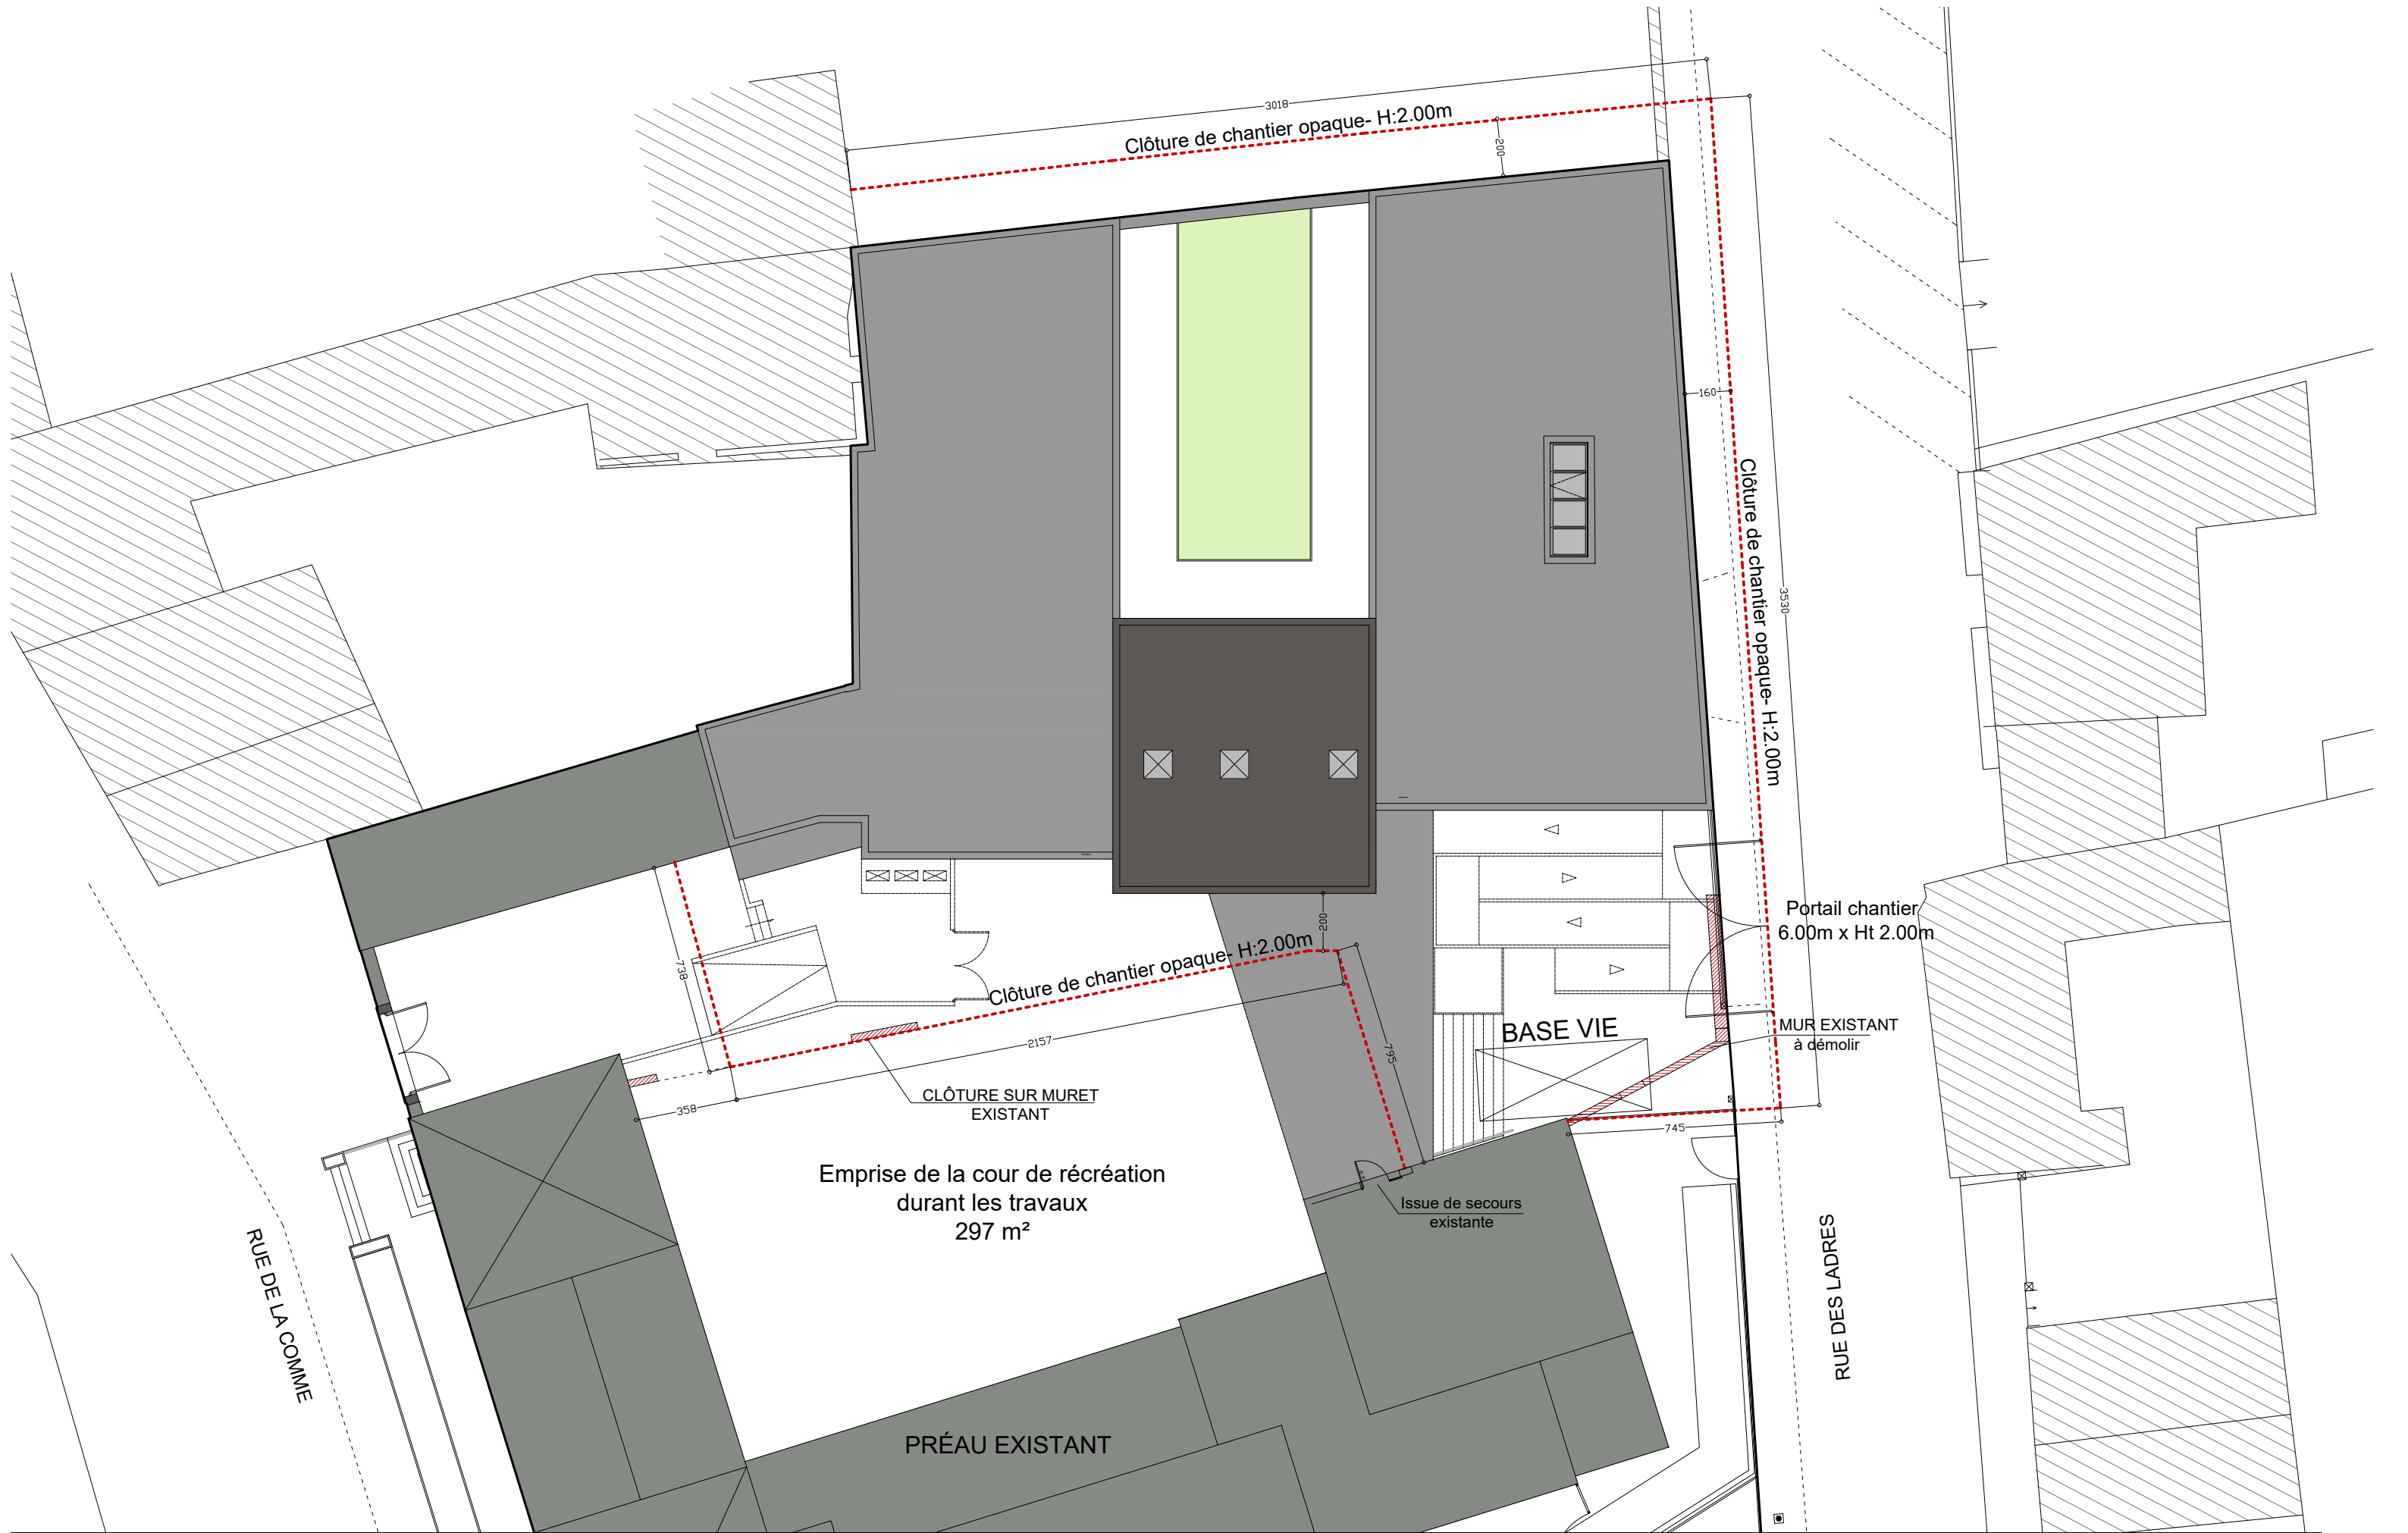 3018
Clôture de chantier opaque- H:2.00m
200
160
Clôture de chantier opaque- H:2.00m
3530
Portail chantier
6.00m x Ht 2.00m
200
Clôture de chantier opaque- H:2.00m
738
2157
795
BASE VIE
MUR EXISTANT
à démolir
CLÔTURE SUR MURET
EXISTANT
358
745
Emprise de la cour de récréation
durant les travaux
297 m²
Issue de secours
existante
RUE DE LA COMME
RUE DES LADRES
PRÉAU EXISTANT